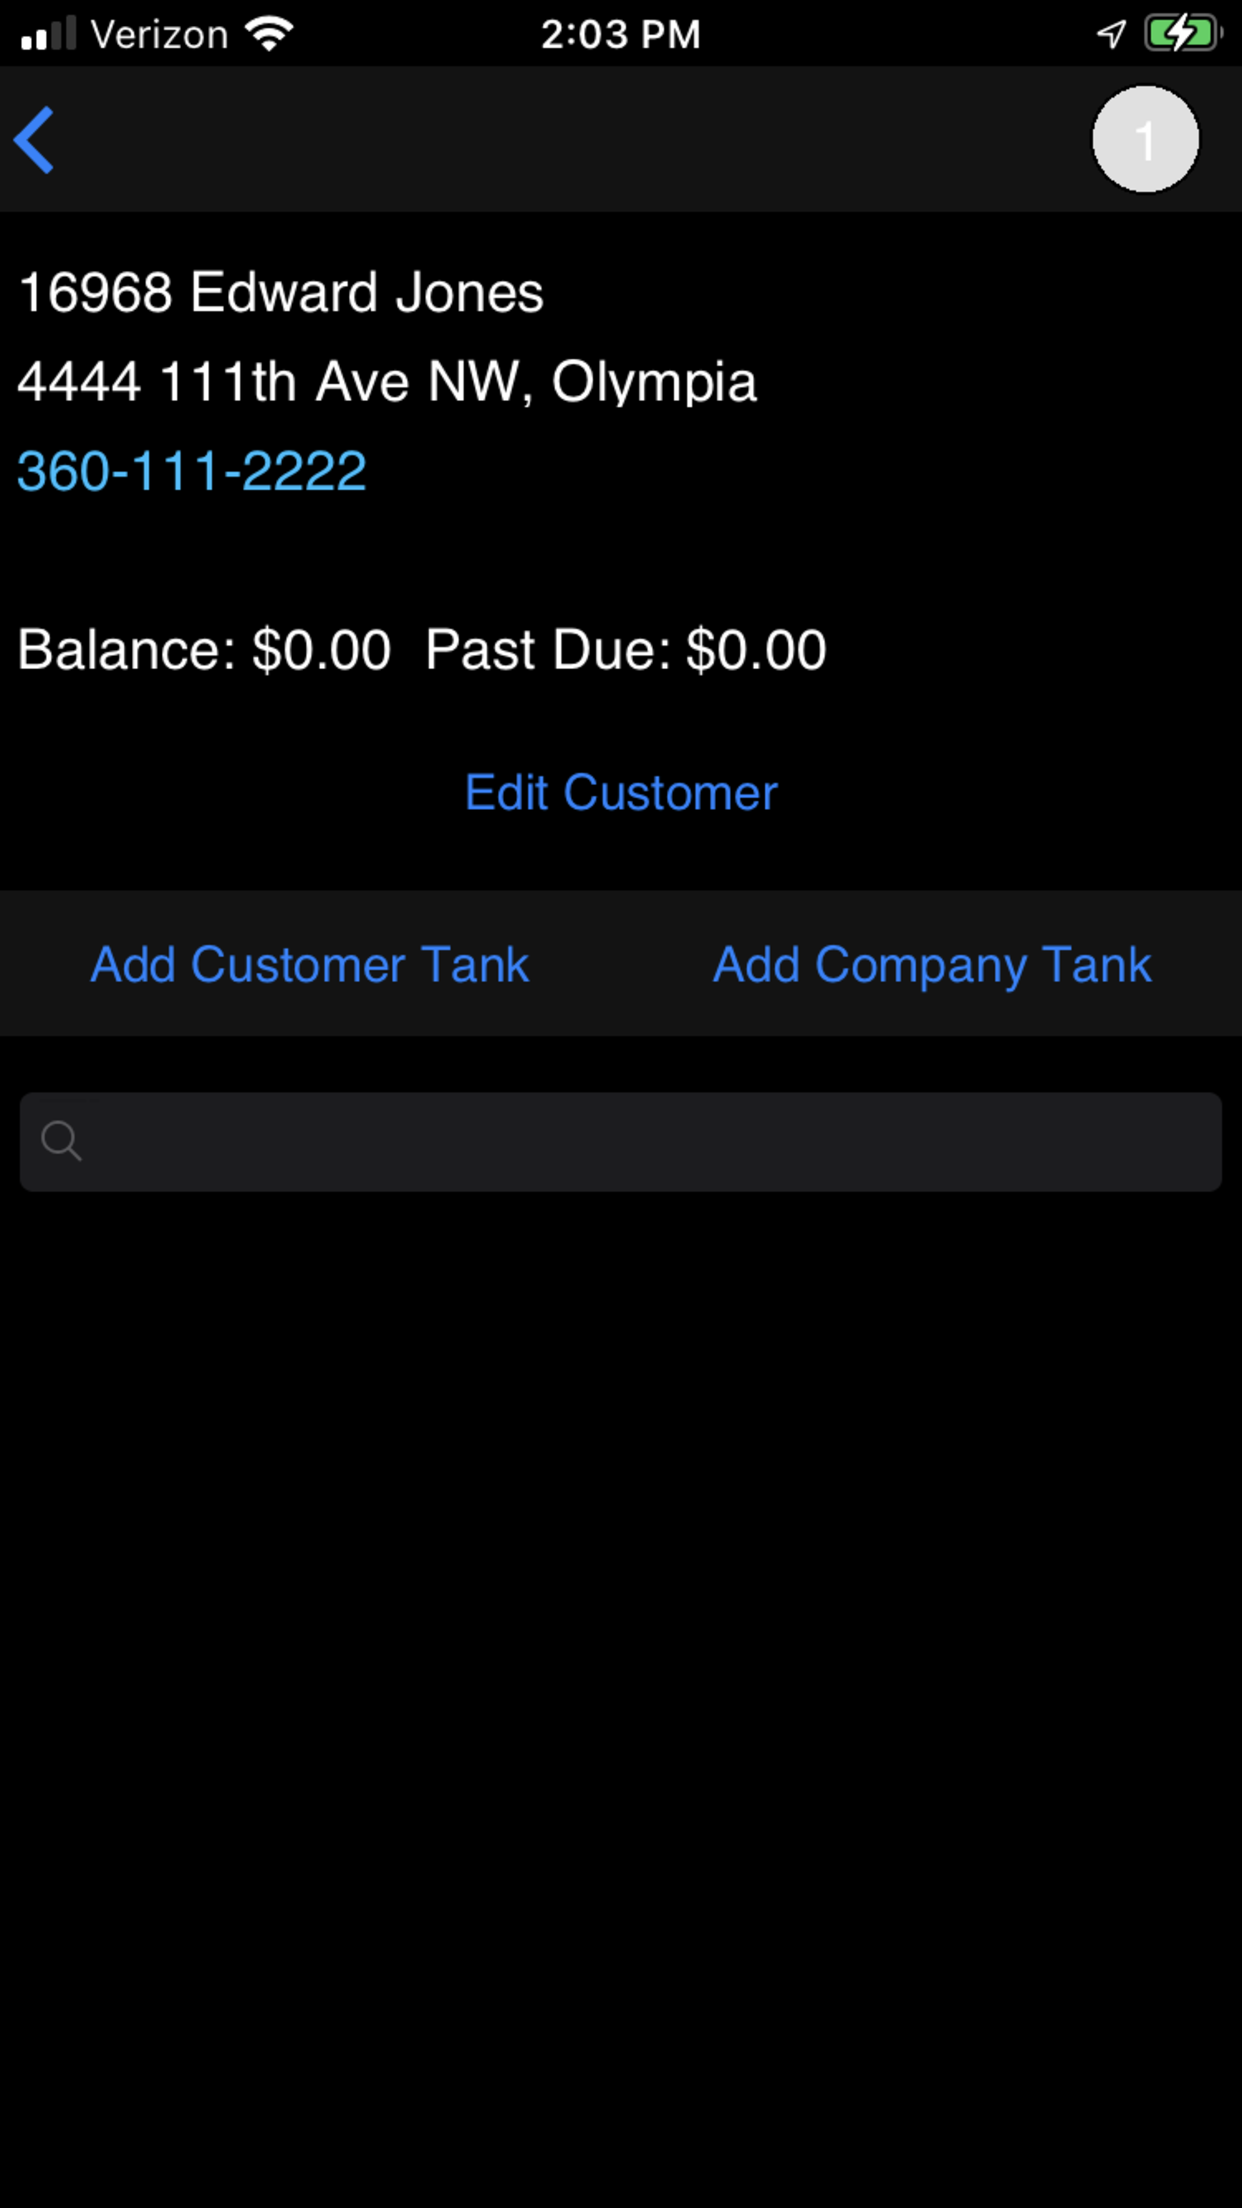 Verizon 2:03 PM
1
16968 Edward Jones
4444 111th Ave NW, Olympia
360-111-2222
Balance: $0.00 Past Due: $0.00
Edit Customer
Add Customer Tank Add Company Tank